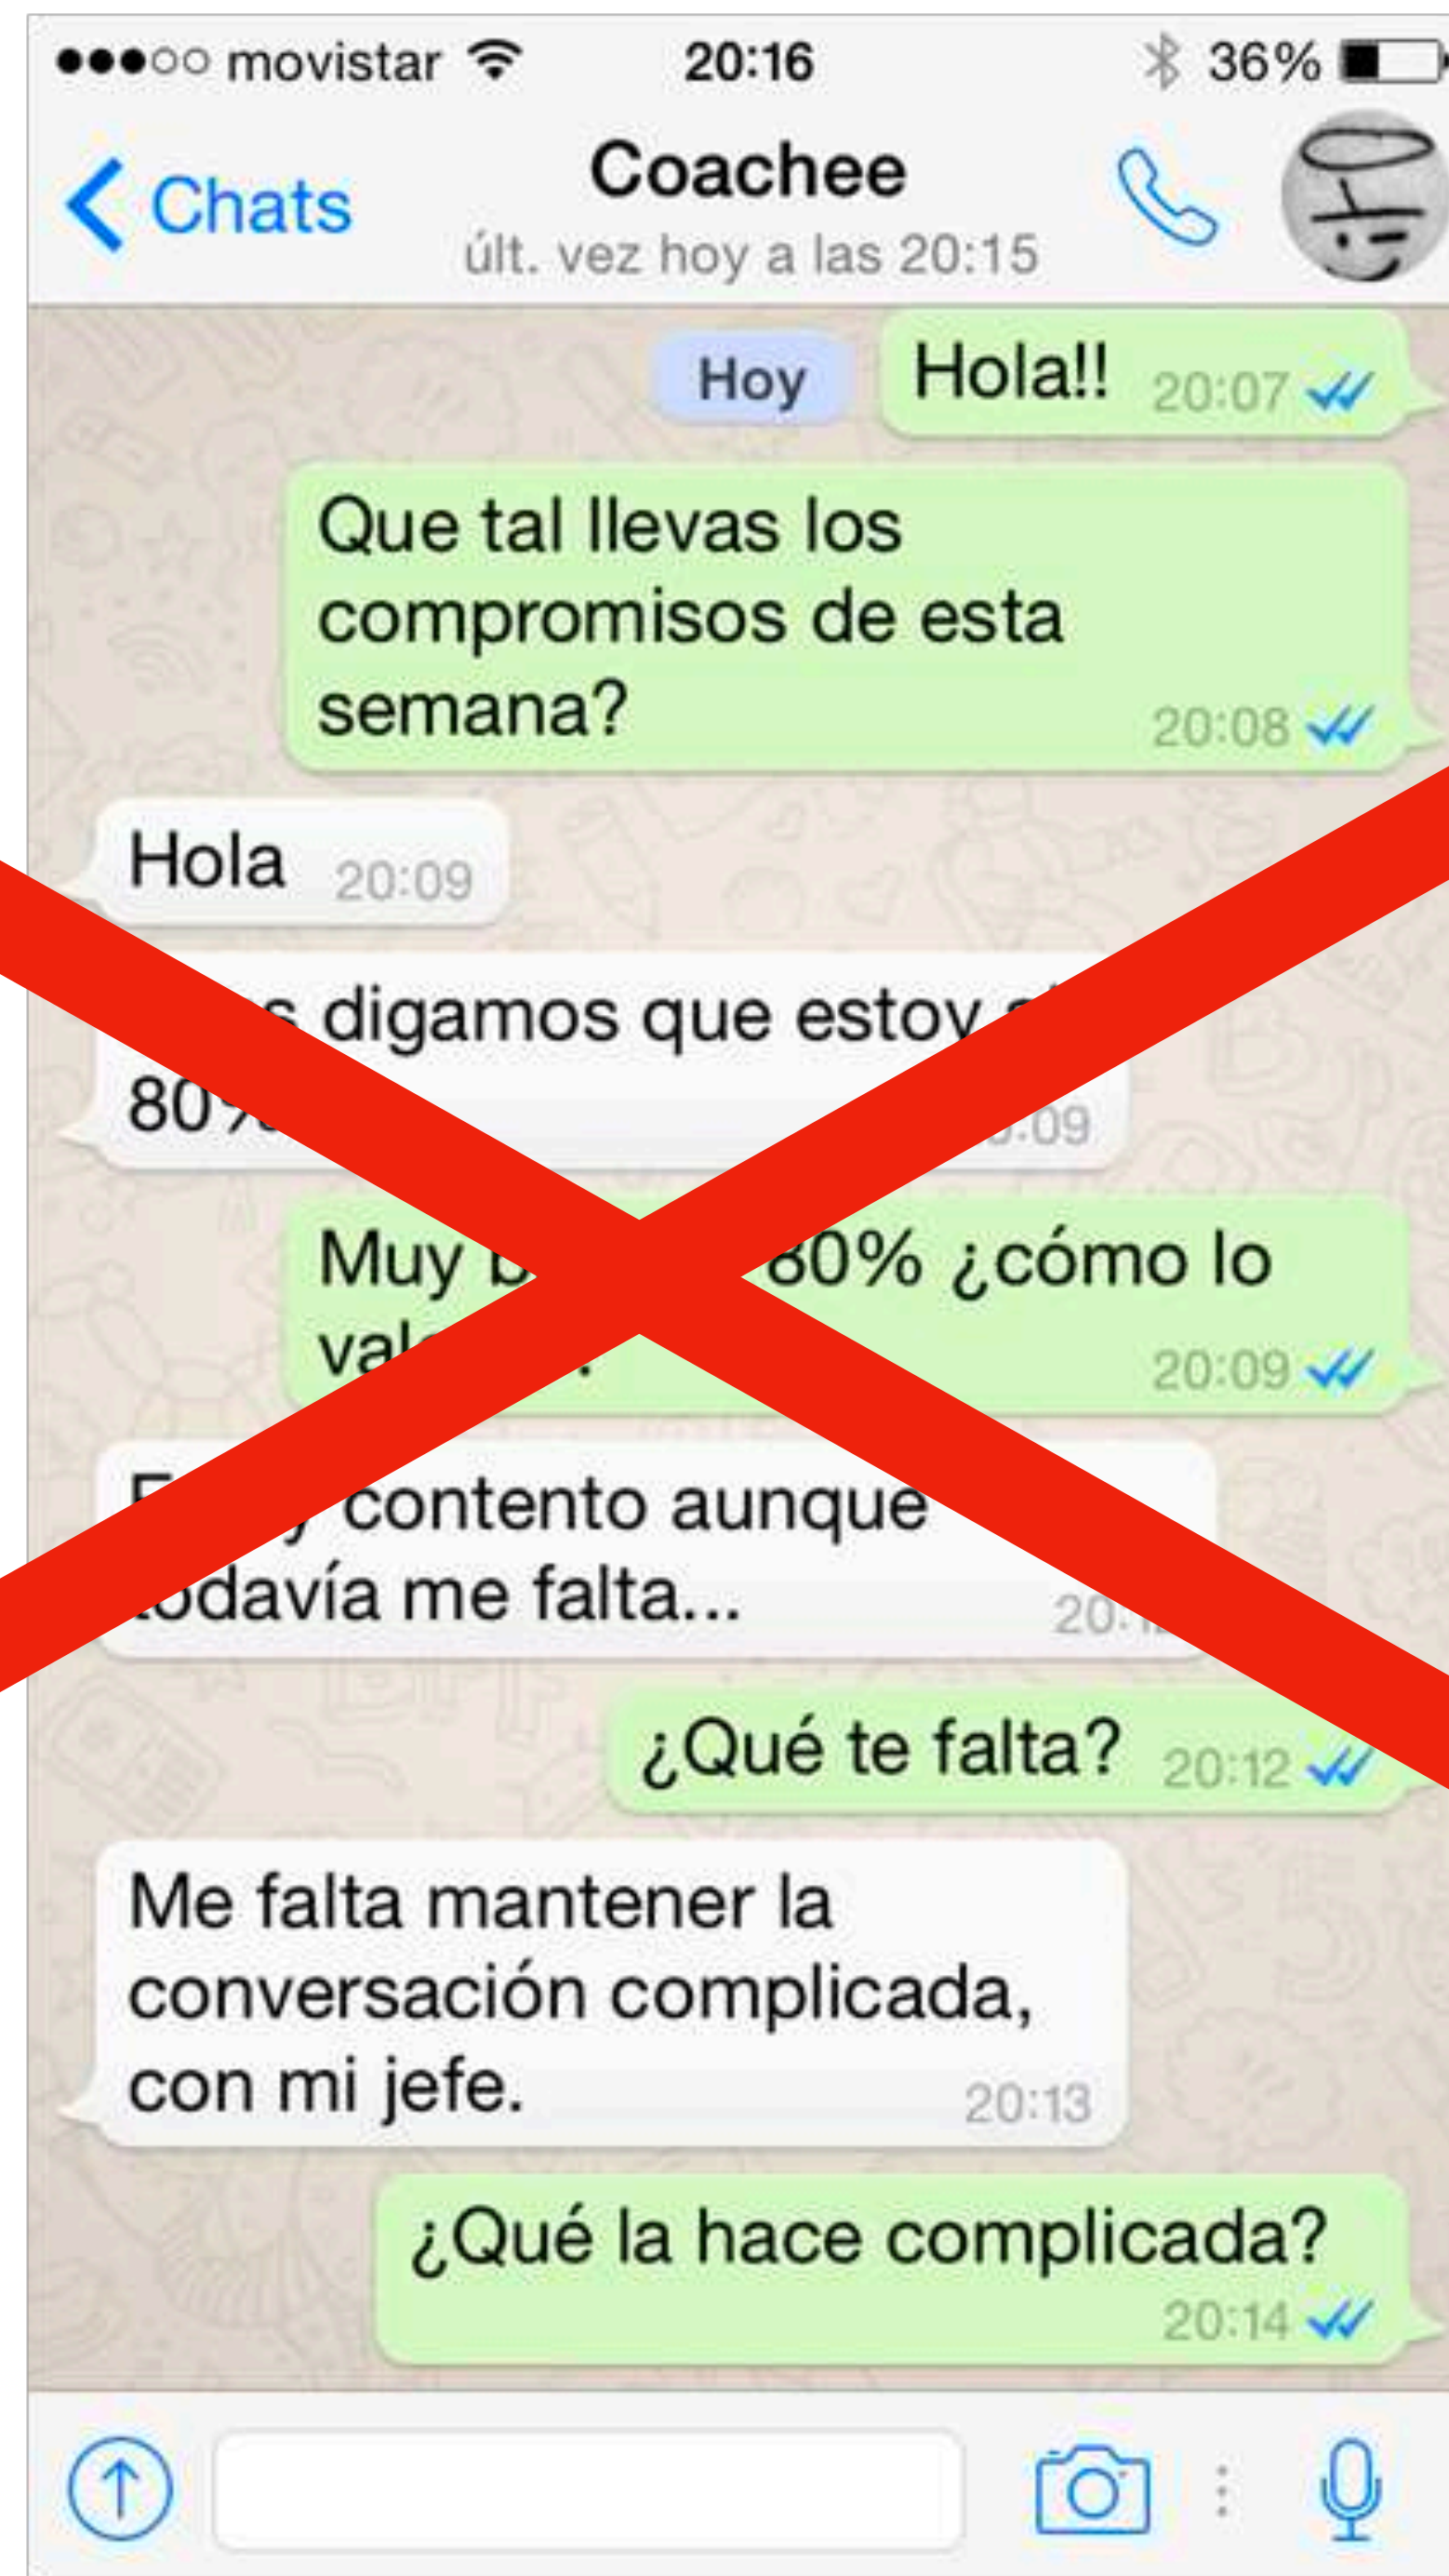 movistar 20:16 36%
Chats Coachee
últ. vez hoy a las 20:15
Hoy Hola!! 20:07
Que tal llevas los
compromisos de esta
semana? 20:08
Hola 20:09
digamos que estoy
80%
Muy 80% ¿cómo lo
20:09
contento aunque
todavía me falta...
¿Qué te falta? 20:12
Me falta mantener la
conversación complicada,
con mi jefe. 20:13
¿Qué la hace complicada?
20:14